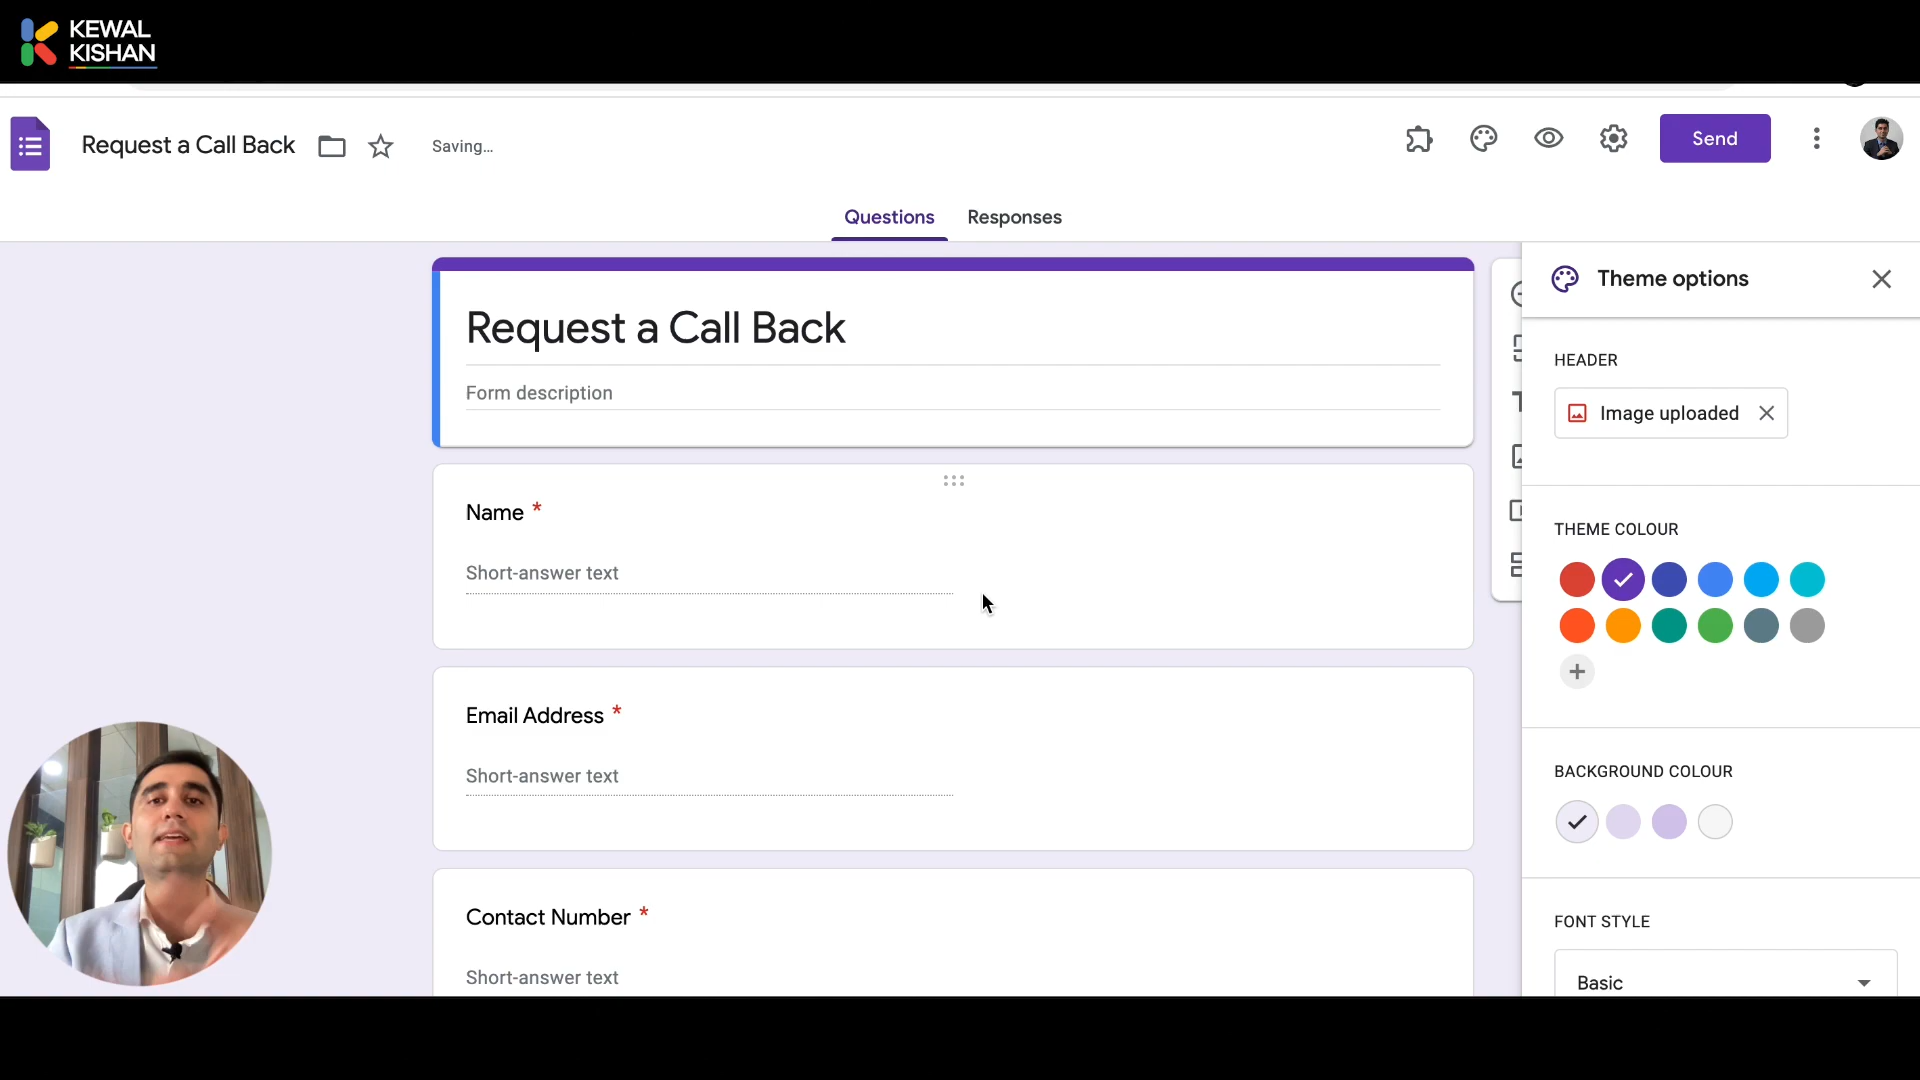 KEWAL
KISHAN
Request a Call Back
Saving...
Send
Questions
Responses
Request a Call Back
Form description
Name *
Short-answer text
Email Address *
Short-answer text
Contact Number *
Short-answer text
Theme options
HEADER
Image uploaded
THEME COLOUR
BACKGROUND COLOUR
FONT STYLE
Basic